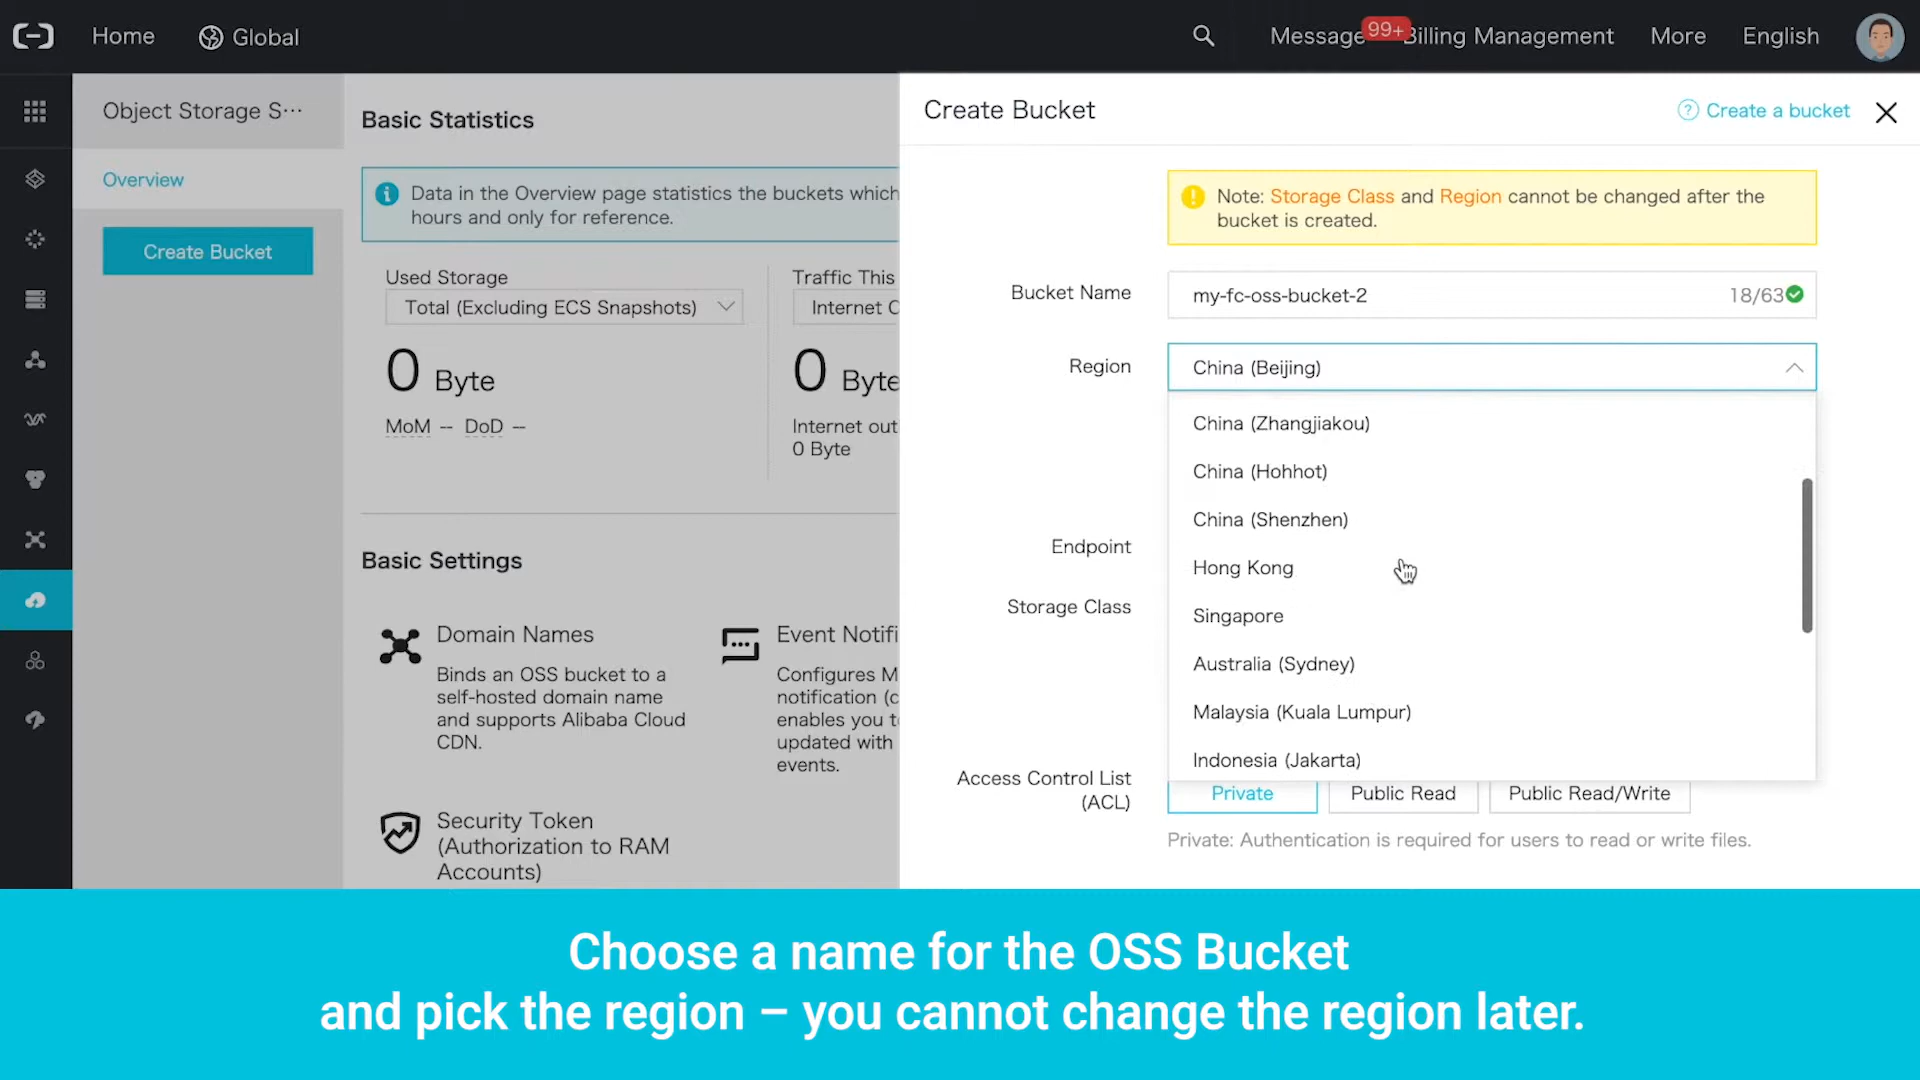 Home
Global
Message
99+
Billing Management
More
English
Object Storage S···
Overview
Create Bucket
Basic Statistics
Data in the Overview page statistics the buckets which
hours and only for reference.
Used Storage
Total (Excluding ECS Snapshots)
0 Byte
MoM -- DoD --
Traffic This
Internet O
0 Byte
Internet out
0 Byte
Basic Settings
Domain Names
Binds an OSS bucket to a
self-hosted domain name
and supports Alibaba Cloud
CDN.
Event Notifi
Configures M
notification (c
enables you t
updated with
events.
Security Token
(Authorization to RAM
Accounts)
Create Bucket
? Create a bucket
Note: Storage Class and Region cannot be changed after the
bucket is created.
Bucket Name
my-fc-oss-bucket-2
18/63
Region
China (Beijing)
China (Zhangjiakou)
China (Hohhot)
China (Shenzhen)
Hong Kong
Singapore
Australia (Sydney)
Malaysia (Kuala Lumpur)
Indonesia (Jakarta)
Endpoint
Storage Class
Access Control List
(ACL)
Private
Public Read
Public Read/Write
Private: Authentication is required for users to read or write files.
Choose a name for the OSS Bucket
and pick the region – you cannot change the region later.